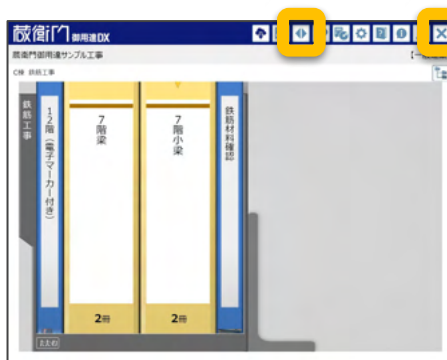 蔵衛門御用達DX
蔵衛門御用達サンプル工事
C棟 鉄筋工事
鉄筋工事
12階(電子マーカー付き)
7階梁
7階小梁
鉄筋材料確認
2冊
2冊